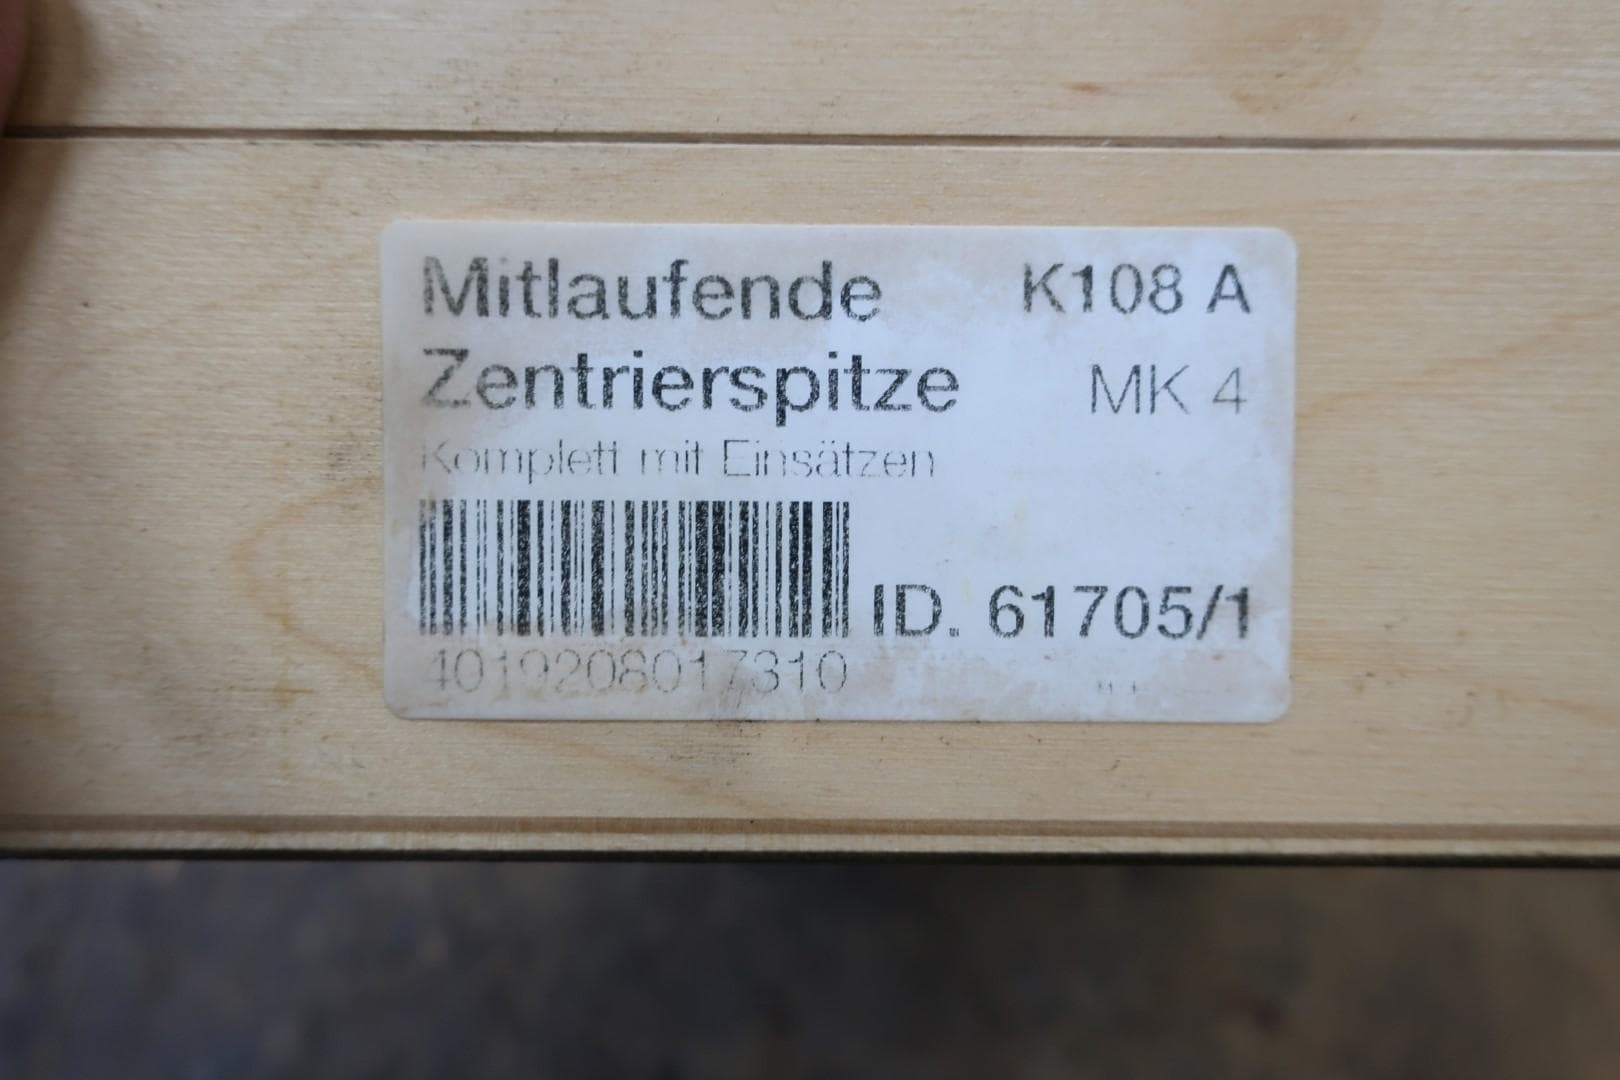 Mitlaufende K108 A
Zentrierspitze MK 4
Komplett mit Einsätzen
ID. 61705/1
4019208017310